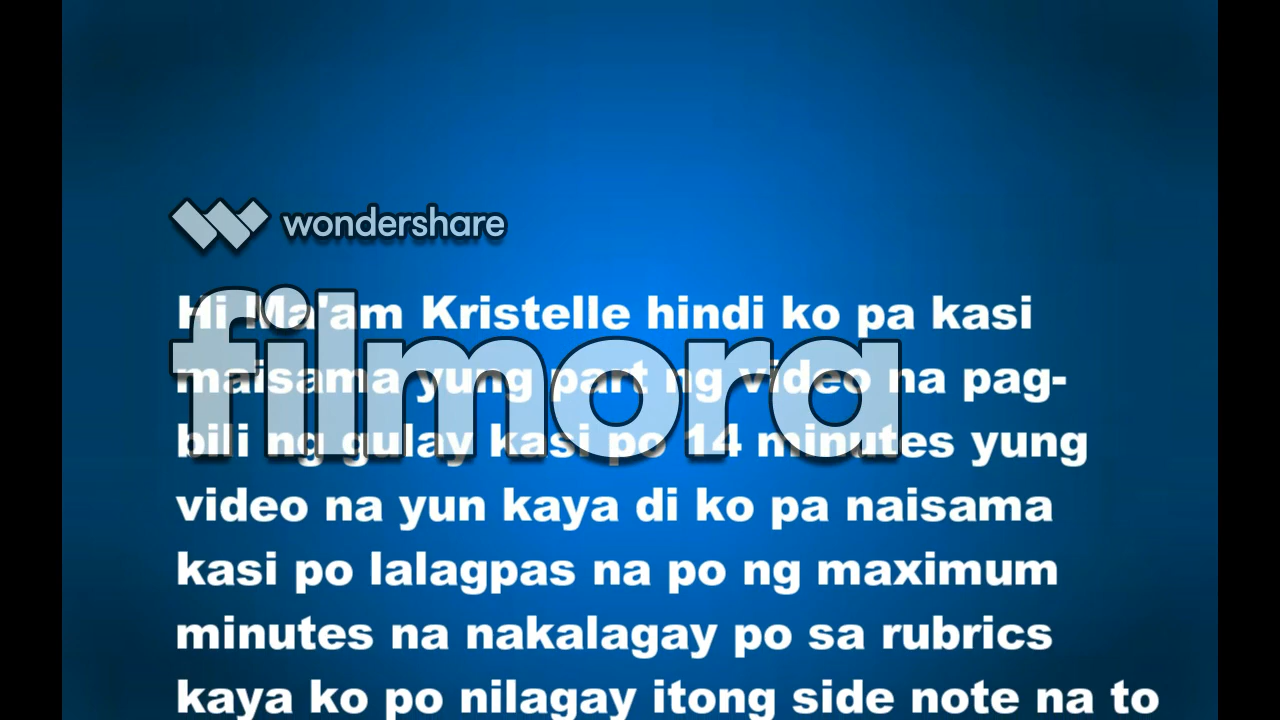 wondershare
filmora
Hi Ma'am Kristelle hindi ko pa kasi
maisama yung part ng video na pag-
bili ng gulay kasi po 14 minutes yung
video na yun kaya di ko pa naisama
kasi po lalagpas na po ng maximum
minutes na nakalagay po sa rubrics
kaya ko po nilagay itong side note na to